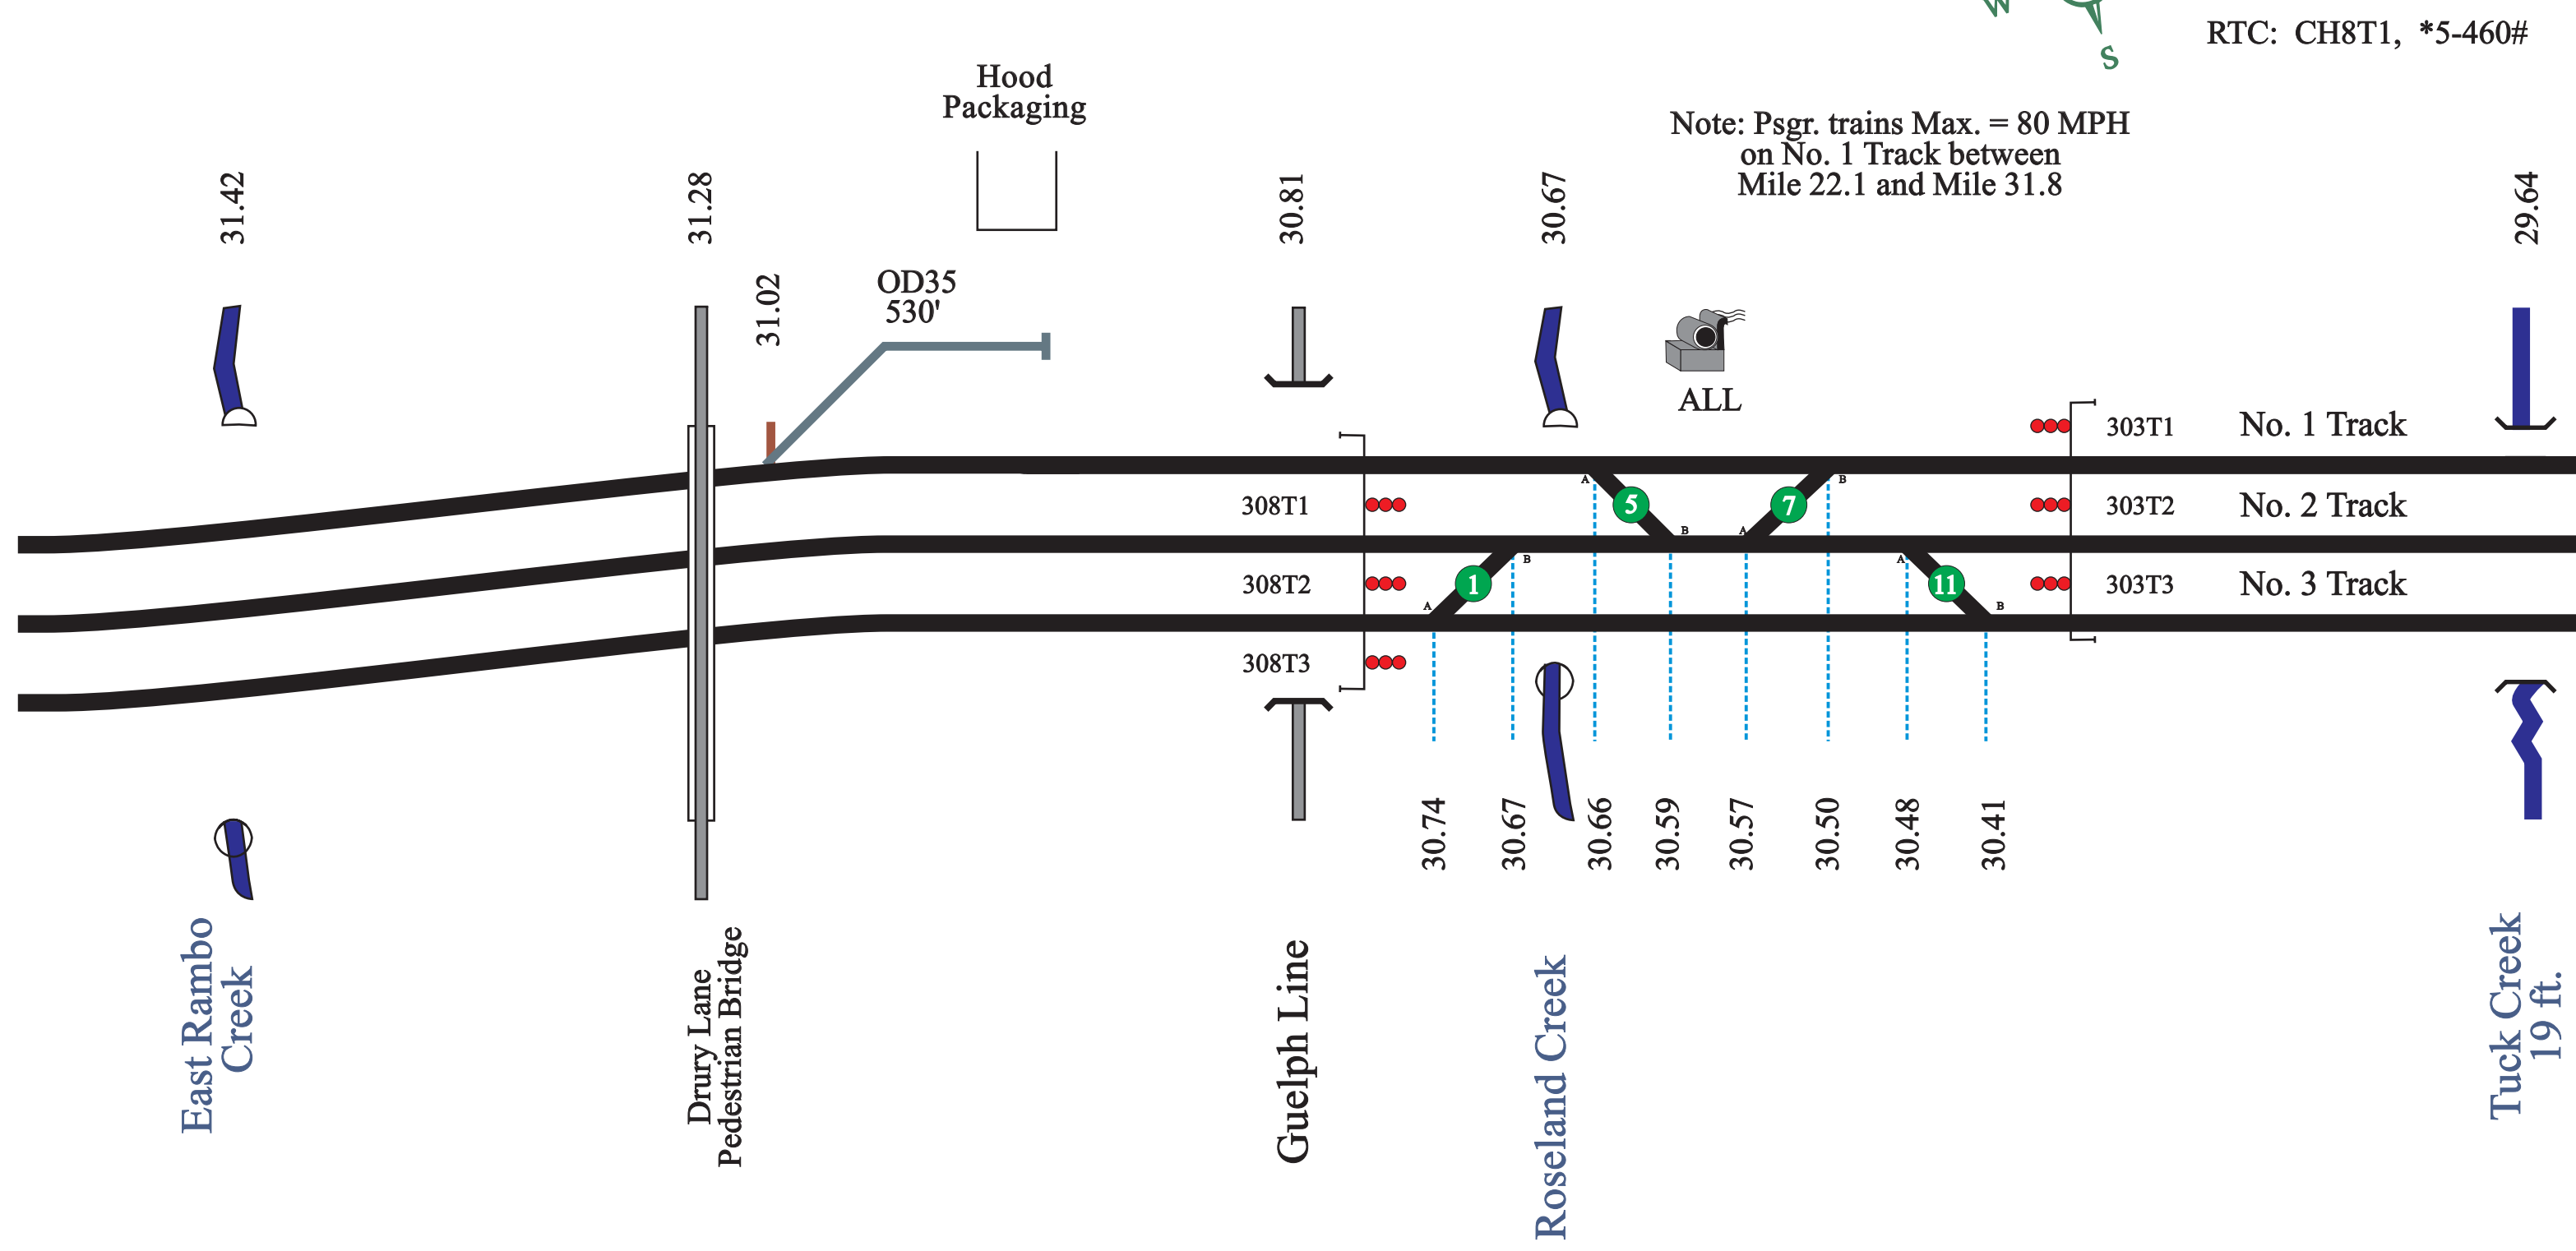 W
S
RTC: CH8T1, *5-460#
Hood
Packaging
Note: Psgr. trains Max. = 80 MPH
on No. 1 Track between
Mile 22.1 and Mile 31.8
31.42
31.28
31.02
OD35
530'
30.81
30.67
29.64
ALL
303T1
No. 1 Track
308T1
A
5
B
A
7
B
303T2
No. 2 Track
308T2
A
1
B
A
11
B
303T3
No. 3 Track
308T3
30.74
30.67
30.66
30.59
30.57
30.50
30.48
30.41
East Rambo
Creek
Drury Lane
Pedestrian Bridge
Guelph Line
Roseland Creek
Tuck Creek
19 ft.